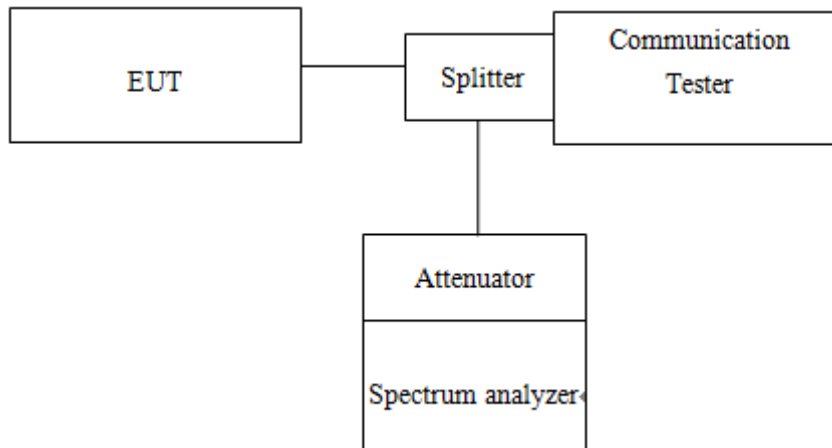 EUT
Splitter
Communication
Tester
Attenuator
Spectrum analyzer